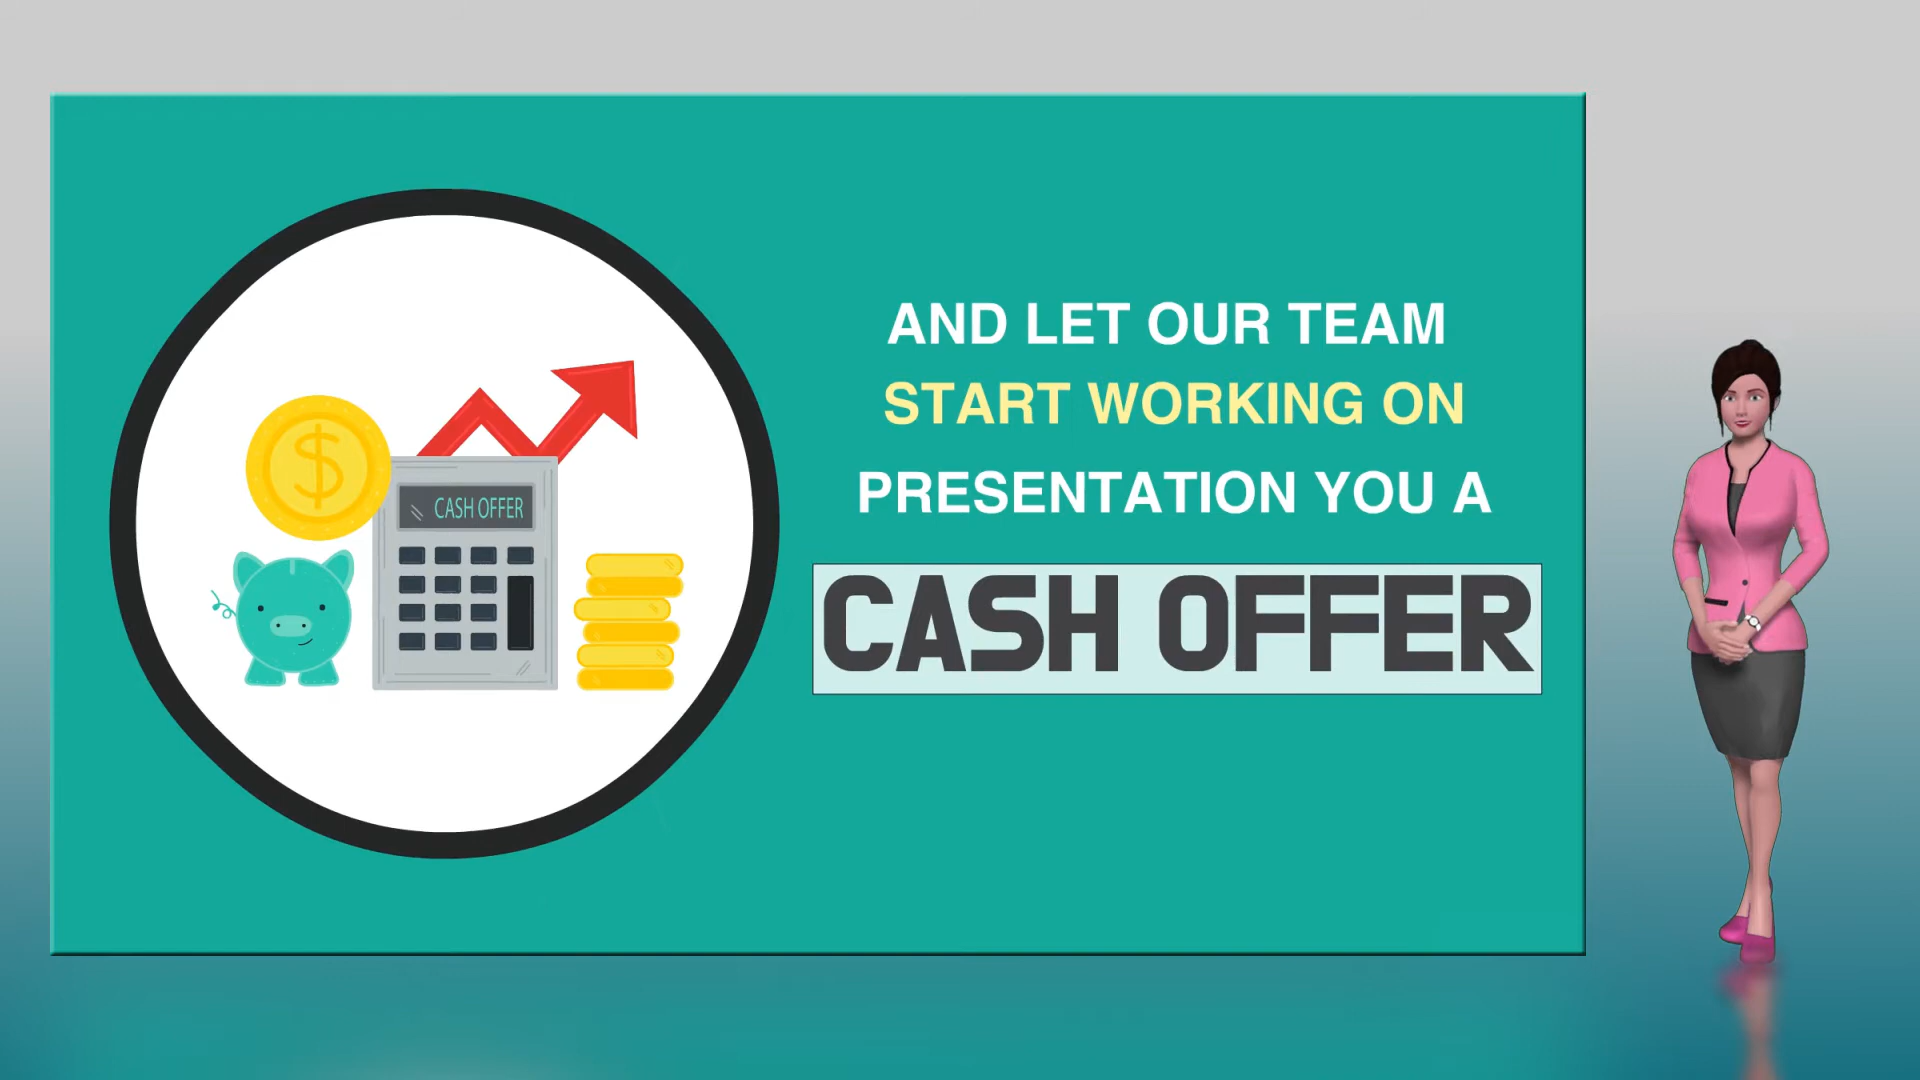 AND LET OUR TEAM
START WORKING ON
PRESENTATION YOU A
CASH OFFER
CASH OFFER